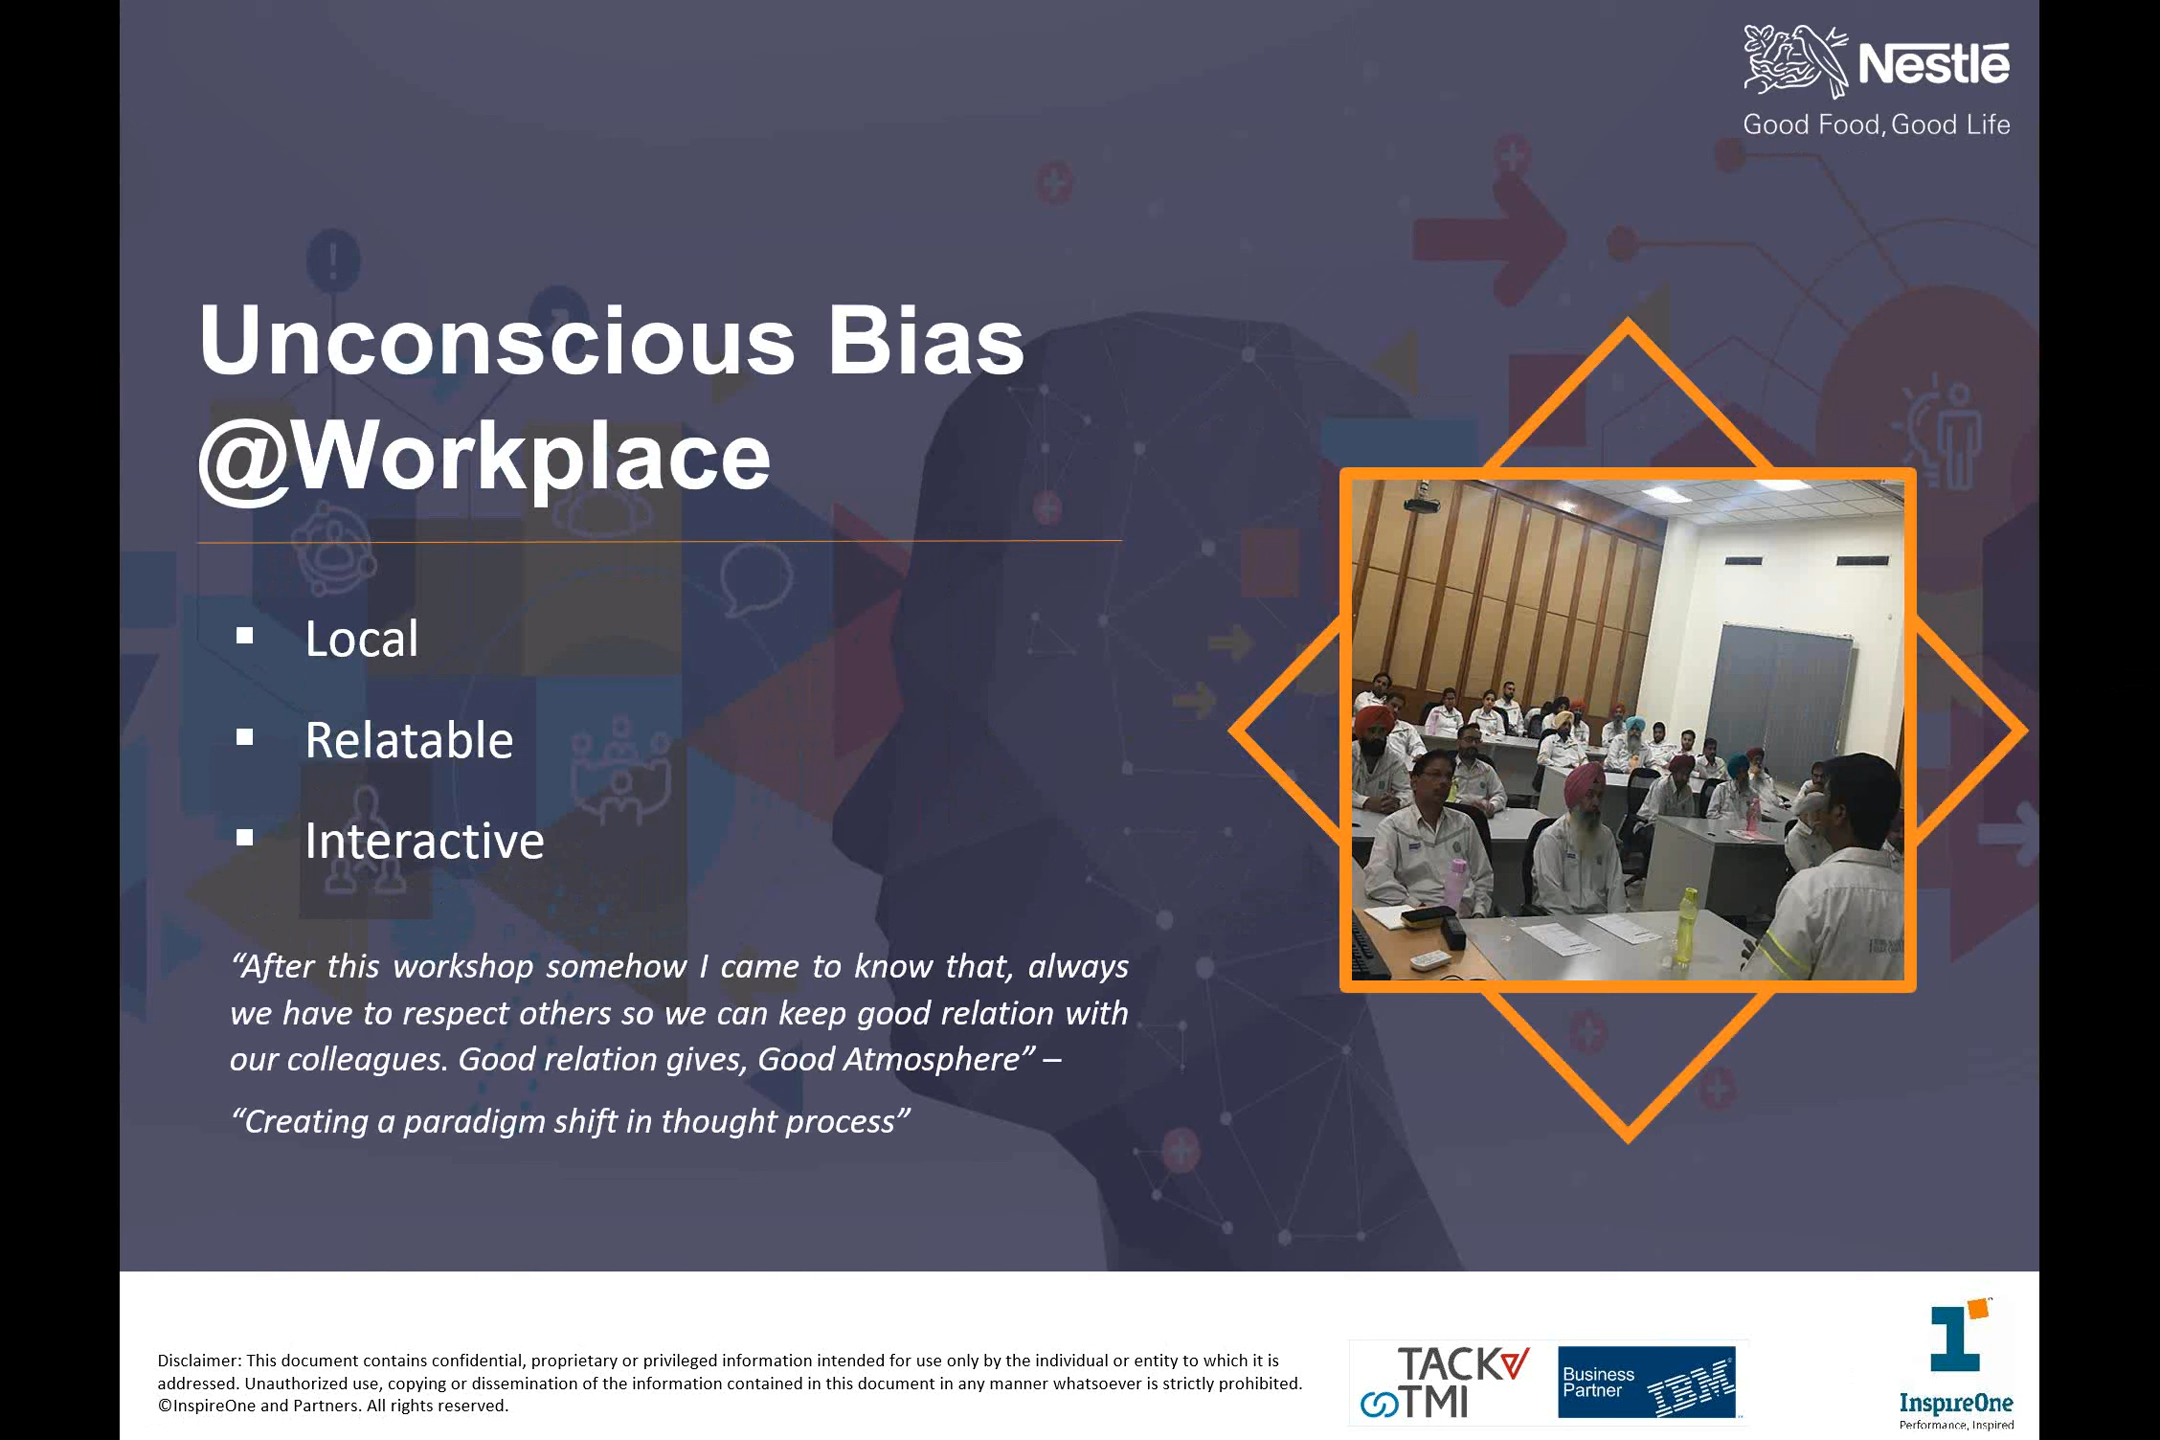 Nestlé
Good Food, Good Life
Unconscious Bias
@Workplace
▪ Local
▪ Relatable
▪ Interactive
“After this workshop somehow I came to know that, always
we have to respect others so we can keep good relation with
our colleagues. Good relation gives, Good Atmosphere” –
“Creating a paradigm shift in thought process”
Disclaimer: This document contains confidential, proprietary or privileged information intended for use only by the individual or entity to which it is
addressed. Unauthorized use, copying or dissemination of the information contained in this document in any manner whatsoever is strictly prohibited.
©InspireOne and Partners. All rights reserved.
TACK
TMI
Business
Partner
IBM
InspireOne
Performance, Inspired